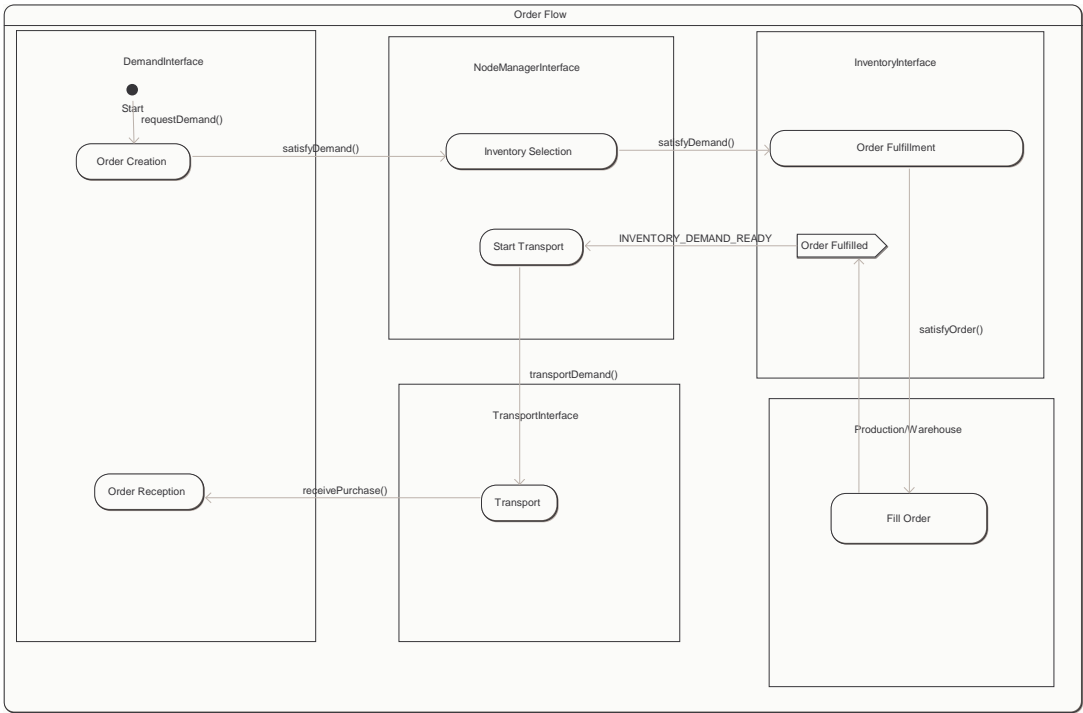 Order Flow
DemandInterface
NodeManagerInterface
InventoryInterface
Start
requestDemand()
Order Creation
satisfyDemand()
Inventory Selection
satisfyDemand()
Order Fulfillment
Start Transport
INVENTORY_DEMAND_READY
Order Fulfilled
satisfyOrder()
transportDemand()
TransportInterface
Production/Warehouse
Order Reception
receivePurchase()
Transport
Fill Order